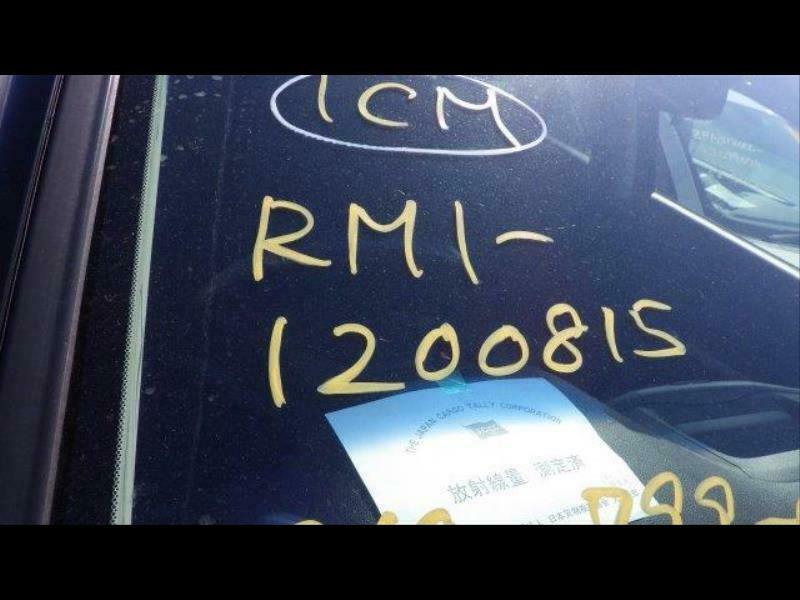 ICM
RM1-
1200815
THE JAPAN CARGO TALLY CORPORATION
放射線量 測定済